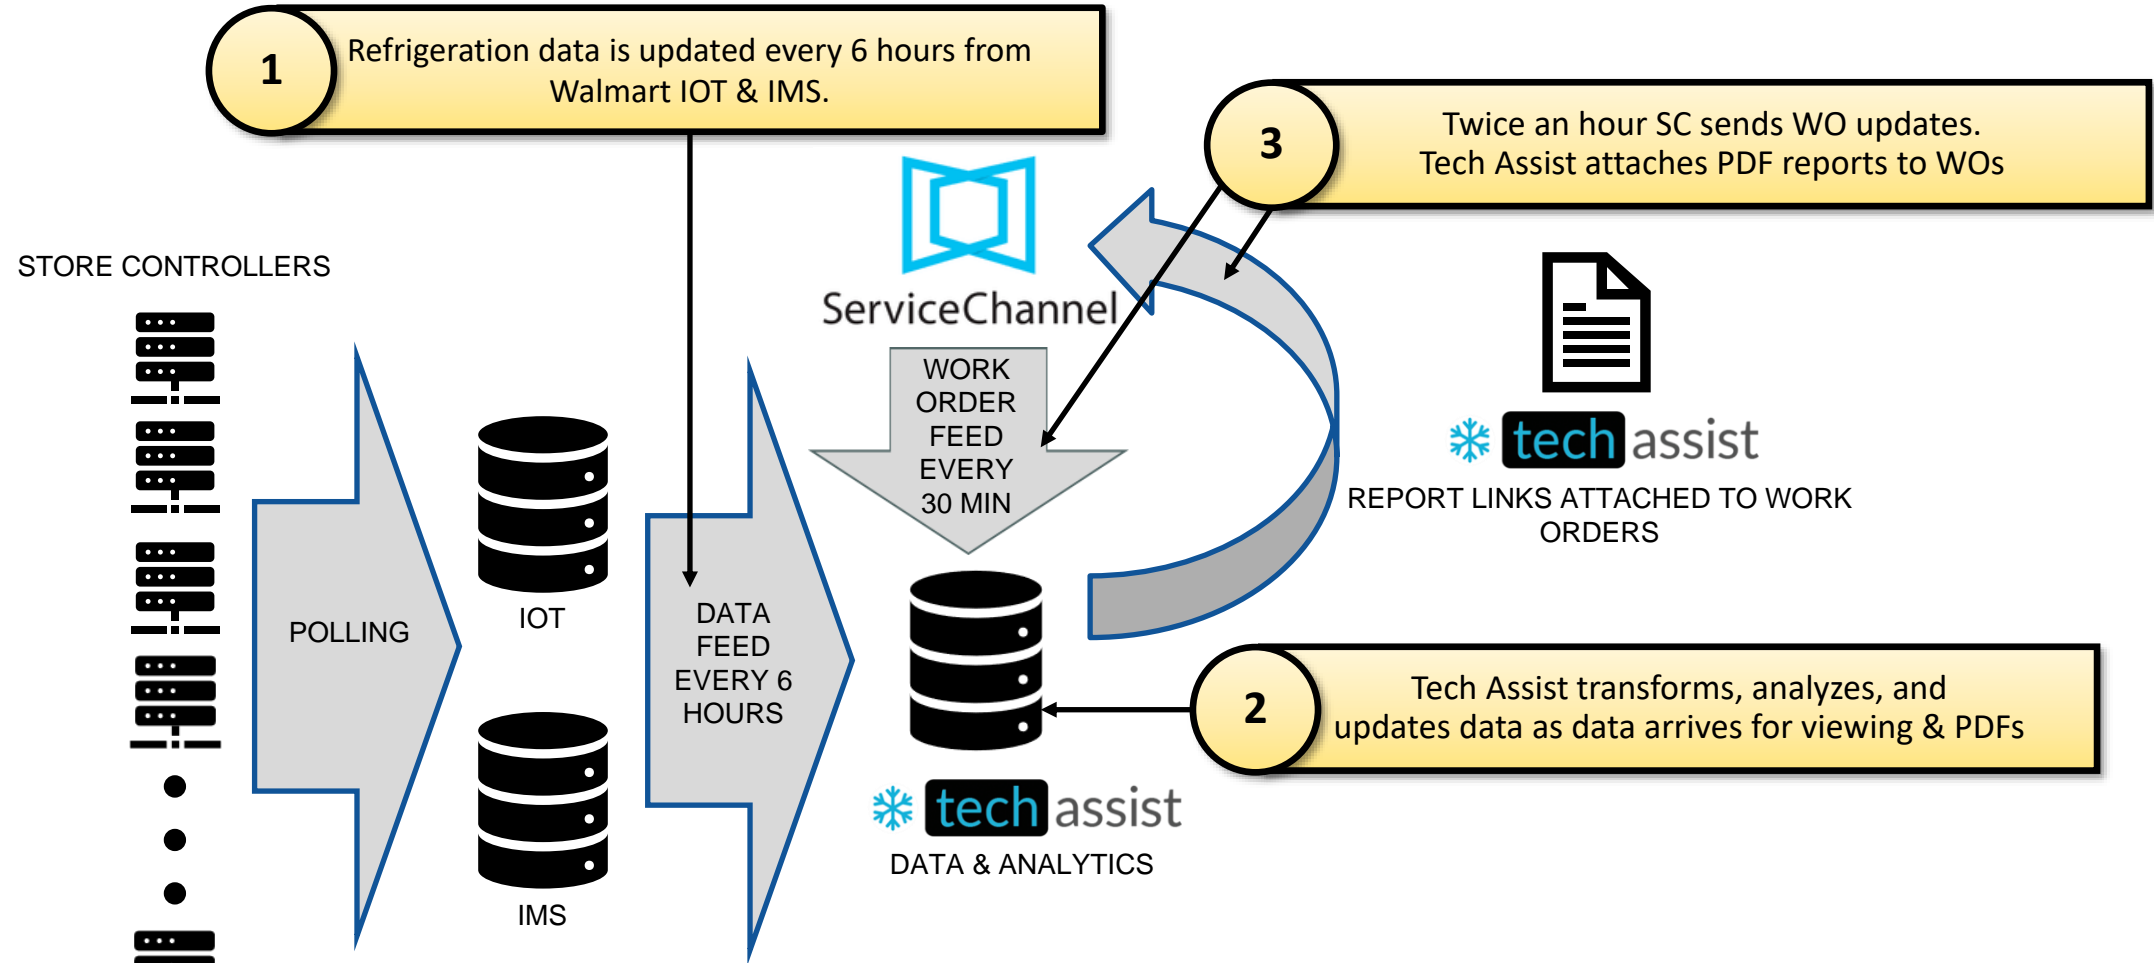 1
Refrigeration data is updated every 6 hours from
Walmart IOT & IMS.
3
Twice an hour SC sends WO updates.
Tech Assist attaches PDF reports to WOs
STORE CONTROLLERS
ServiceChannel
WORK
ORDER
FEED
EVERY
30 MIN
tech assist
REPORT LINKS ATTACHED TO WORK
ORDERS
POLLING
IOT
DATA
FEED
EVERY 6
HOURS
2
Tech Assist transforms, analyzes, and
updates data as data arrives for viewing & PDFs
tech assist
DATA & ANALYTICS
IMS